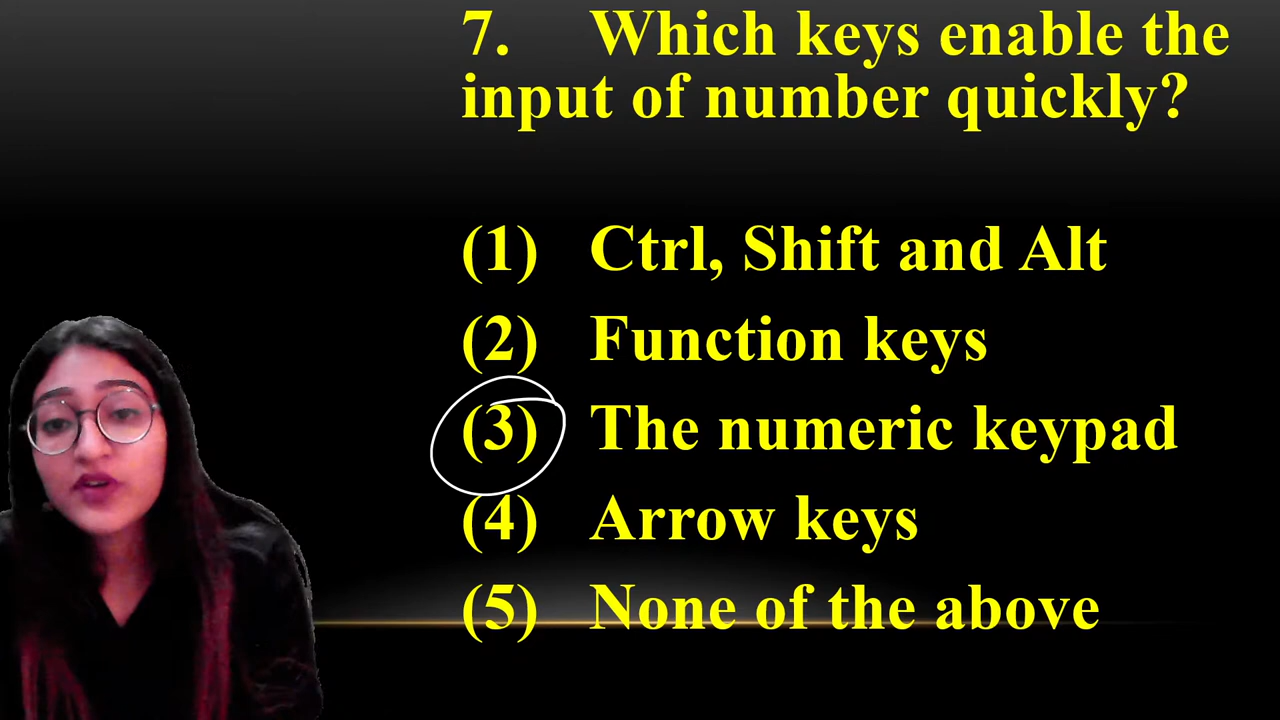 7. Which keys enable the
input of number quickly?
(1) Ctrl, Shift and Alt
(2) Function keys
(3) The numeric keypad
(4) Arrow keys
(5) None of the above